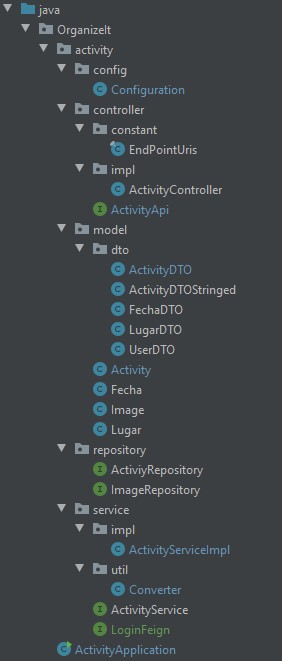 java
OrganizeIt
activity
config
Configuration
controller
constant
EndPointUris
impl
ActivityController
ActivityApi
model
dto
ActivityDTO
ActivityDTOStringed
FechaDTO
LugarDTO
UserDTO
Activity
Fecha
Image
Lugar
repository
ActiviyRepository
ImageRepository
service
impl
ActivityServiceImpl
util
Converter
ActivityService
LoginFeign
ActivityApplication